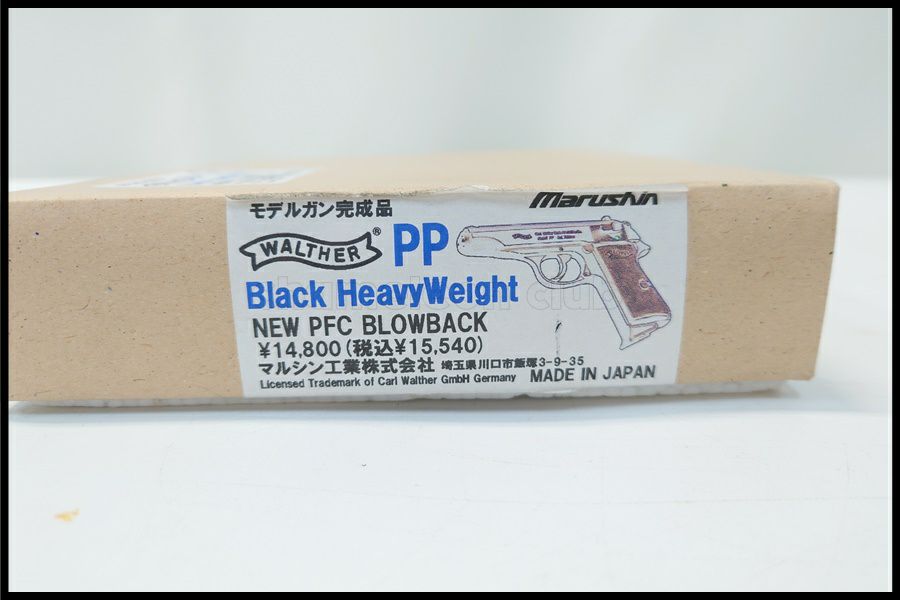 モデルガン完成品
Marushin
WALTHER® PP
Black HeavyWeight
NEW PFC BLOWBACK
¥14,800(税込¥15,540)
マルシン工業株式会社 埼玉県川口市飯塚3-9-35
Licensed Trademark of Carl Walther GmbH Germany
MADE IN JAPAN